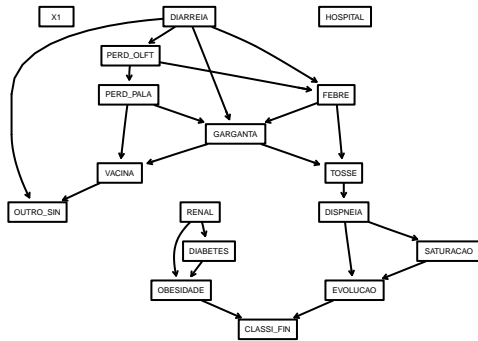 X1
DIARREIA
HOSPITAL
PERD_OLFT
PERD_PALA
FEBRE
GARGANTA
VACINA
TOSSE
OUTRO_SIN
RENAL
DISPNEIA
DIABETES
SATURACAO
OBESIDADE
EVOLUCAO
CLASSI_FIN